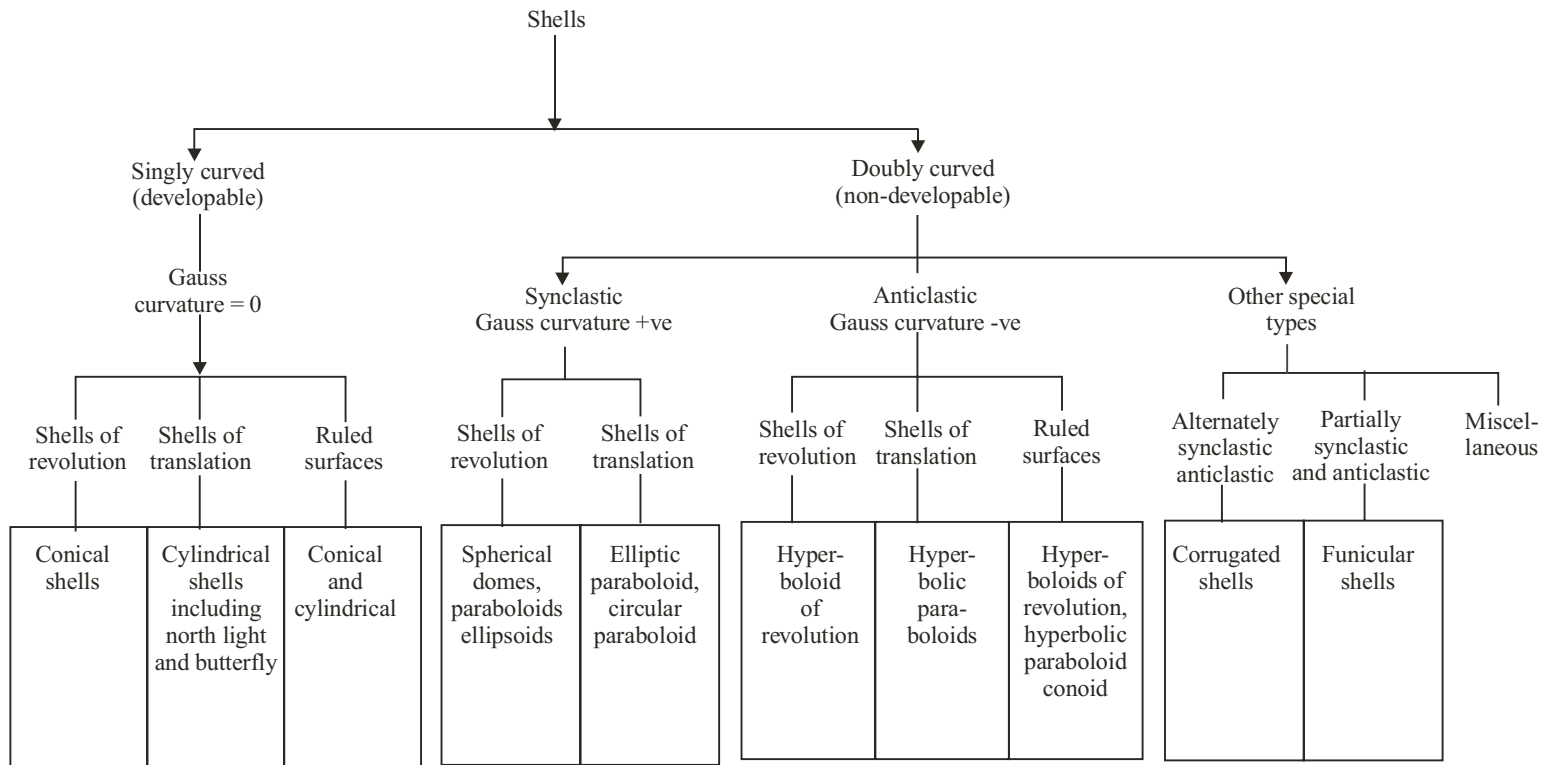 Shells
Singly curved
(developable)
Doubly curved
(non-developable)
Gauss
curvature = 0
Synclastic
Gauss curvature +ve
Anticlastic
Gauss curvature -ve
Other special
types
Shells of
revolution
Shells of
translation
Ruled
surfaces
Shells of
revolution
Shells of
translation
Shells of
revolution
Shells of
translation
Ruled
surfaces
Alternately
synclastic
anticlastic
Partially
synclastic
and anticlastic
Miscel-
laneous
Conical
shells
Cylindrical
shells
including
north light
and butterfly
Conical
and
cylindrical
Spherical
domes,
paraboloids
ellipsoids
Elliptic
paraboloid,
circular
paraboloid
Hyper-
boloid
of
revolution
Hyper-
bolic
para-
boloids
Hyper-
boloids of
revolution,
hyperbolic
paraboloid
conoid
Corrugated
shells
Funicular
shells